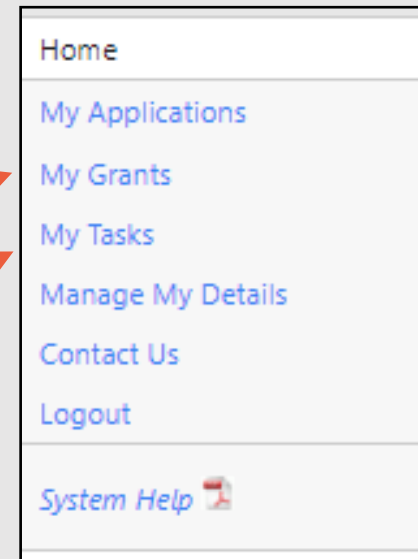 Home
My Applications
My Grants
My Tasks
Manage My Details
Contact Us
Logout
System Help